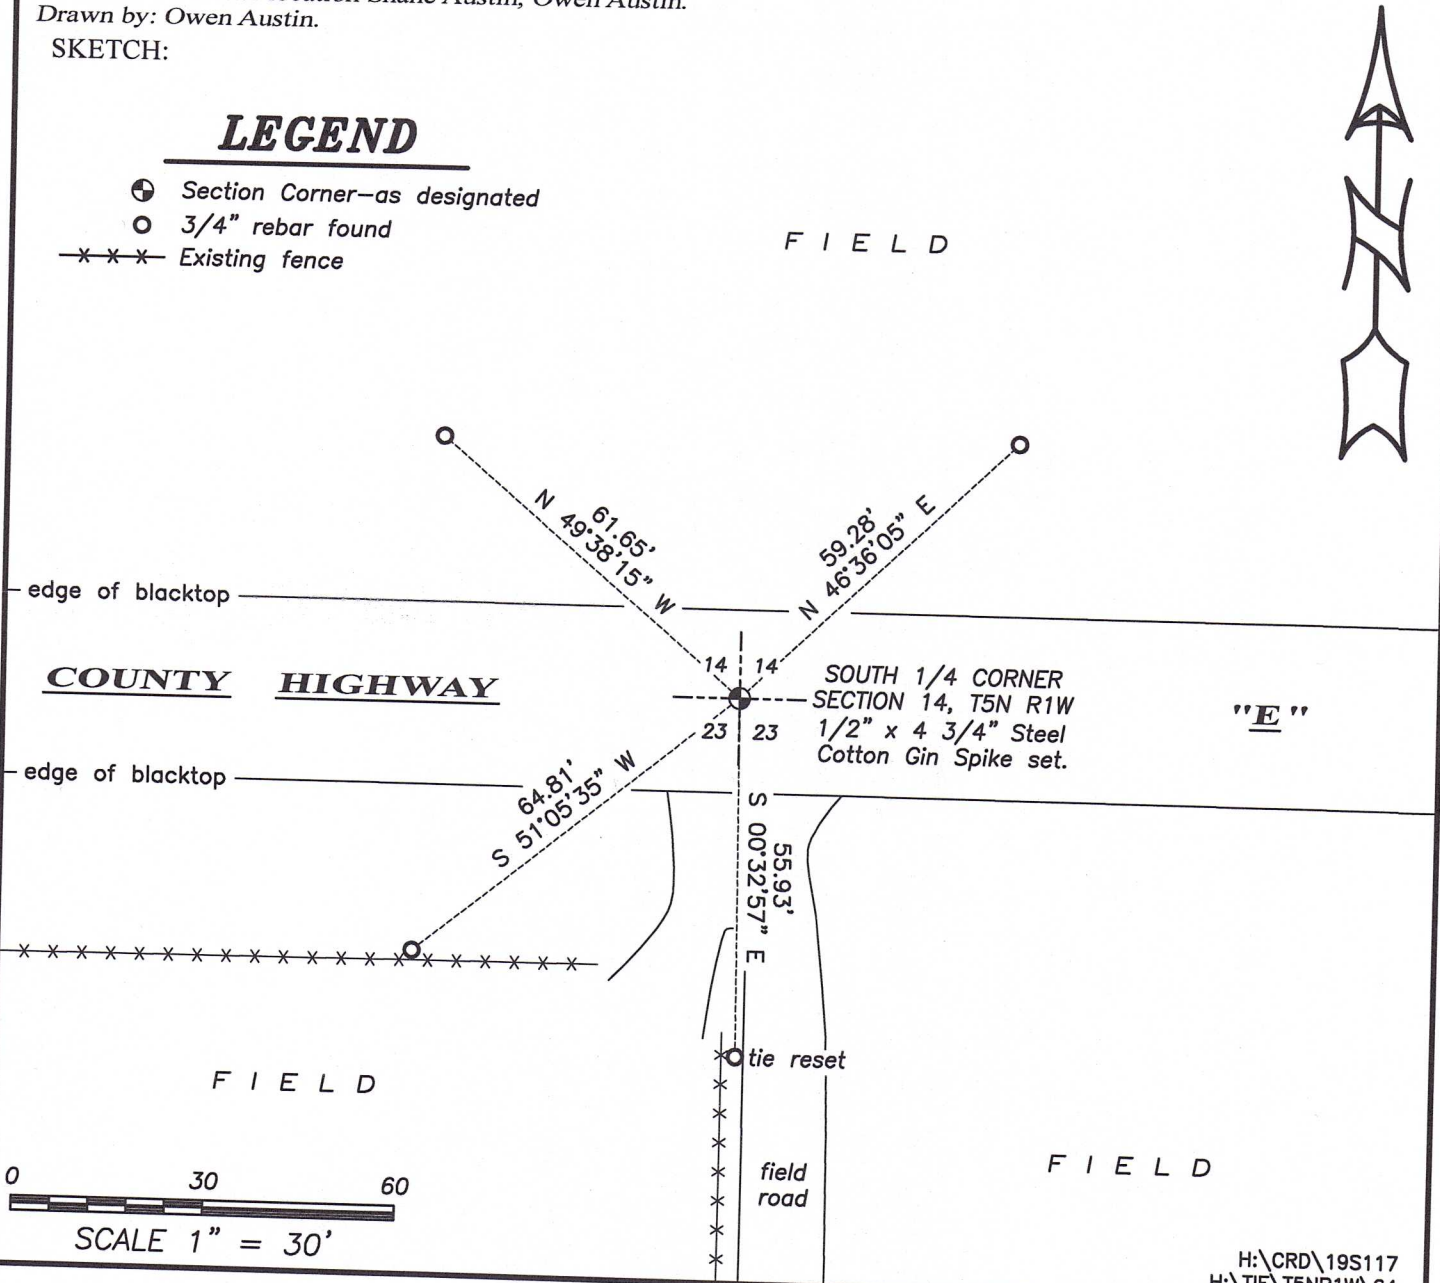 Shane Austin, Owen Austin.
Drawn by: Owen Austin.
SKETCH:
LEGEND
Section Corner-as designated
3/4" rebar found
x x x Existing fence
FIELD
N
61.65'
N 49°38'15" W
59.28'
N 46°36'05" E
edge of blacktop
14 14
COUNTY HIGHWAY
SOUTH 1/4 CORNER
SECTION 14, T5N R1W
1/2" x 4 3/4" Steel
Cotton Gin Spike set.
"E"
23 23
edge of blacktop
64.81'
S 51°05'35" W
55.93'
S 00°32'57" E
tie reset
FIELD
field
road
FIELD
0 30 60
SCALE 1" = 30'
H:\CRD\19S117